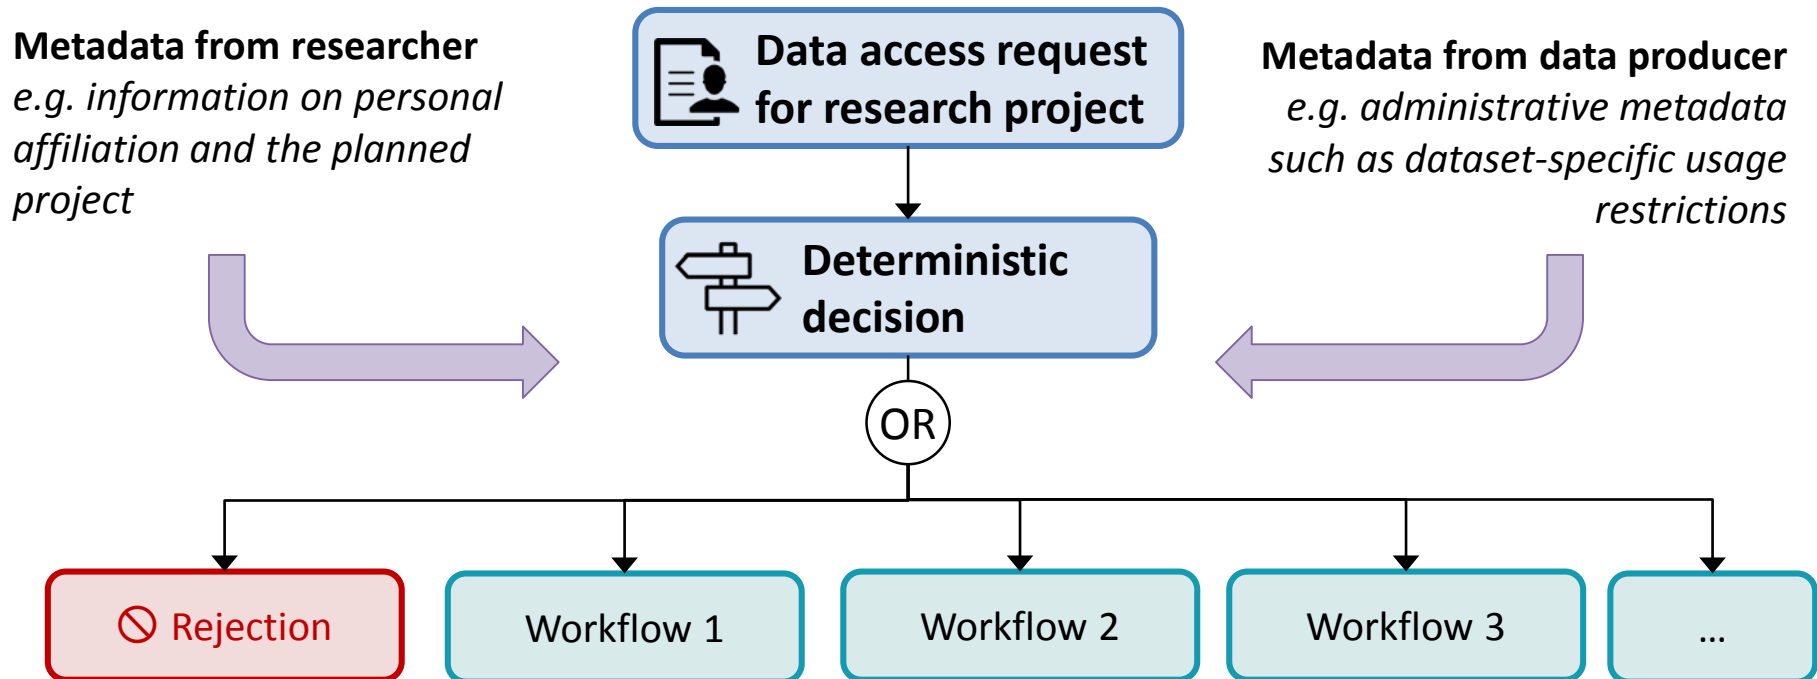 Metadata from researcher
e.g. information on personal
affiliation and the planned
project
Data access request
for research project
Metadata from data producer
e.g. administrative metadata
such as dataset-specific usage
restrictions
Deterministic
decision
OR
Rejection
Workflow 1
Workflow 2
Workflow 3
...